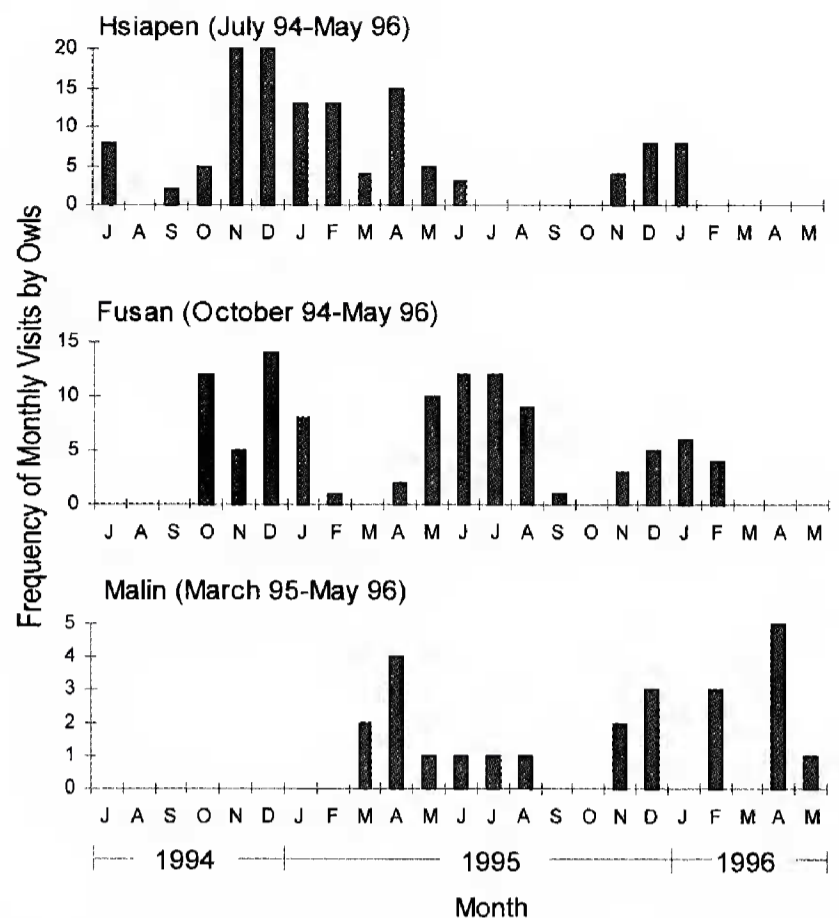 Frequency of Monthly Visits by Owls
Hsiapen (July 94-May 96)
20
15
10
5
0
J A S O N D J F M A M J J A S O N D J F M A M
Fusan (October 94-May 96)
15
10
5
0
J A S O N D J F M A M J J A S O N D J F M A M
Malin (March 95-May 96)
5
4
3
2
1
0
J A S O N D J F M A M J J A S O N D J F M A M
1994 1995 1996
Month